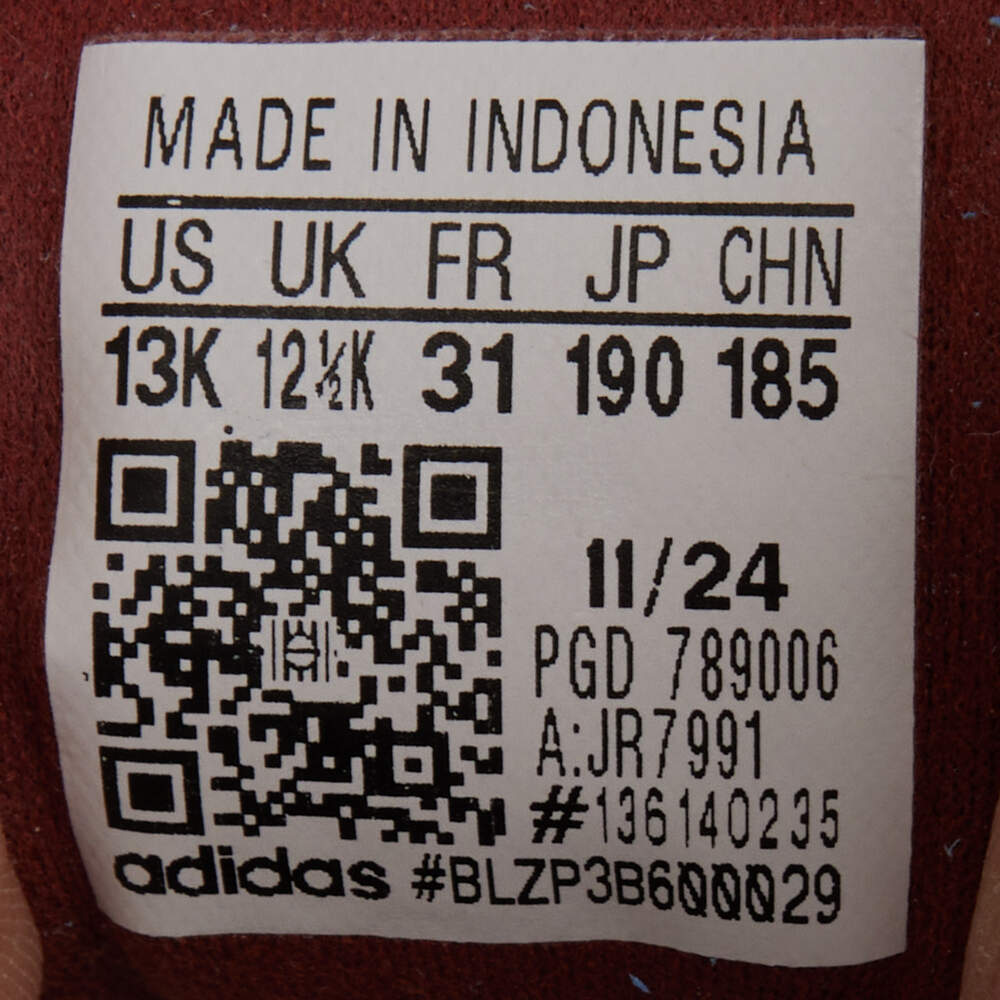 MADE IN INDONESIA
US UK FR JP CHN
13K 12½K 31 190 185
11/24
PGD 789006
A:JR7991
#136140235
adidas #BLZP3B600029